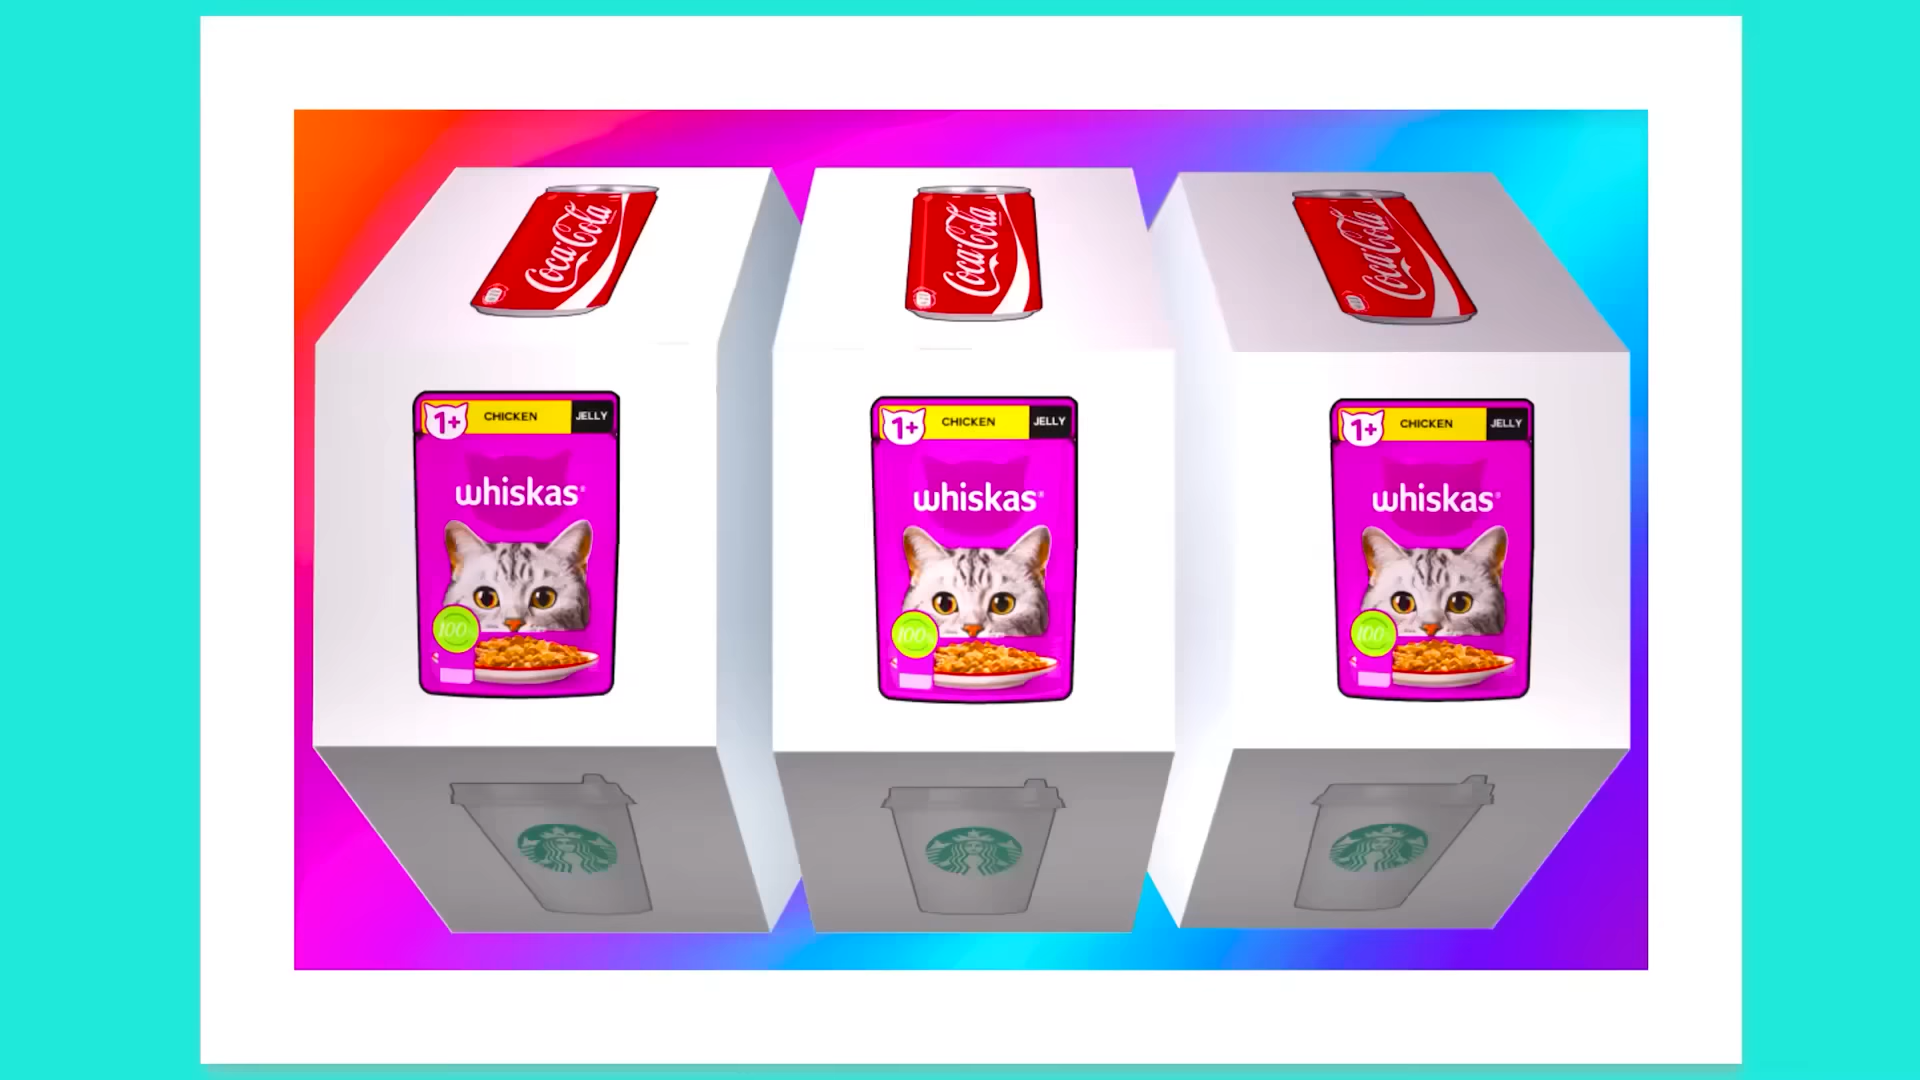 Coca-Cola
Coca-Cola
Coca-Cola
1+ CHICKEN JELLY
whiskas
100%
1+ CHICKEN JELLY
whiskas
100%
1+ CHICKEN JELLY
whiskas
100%